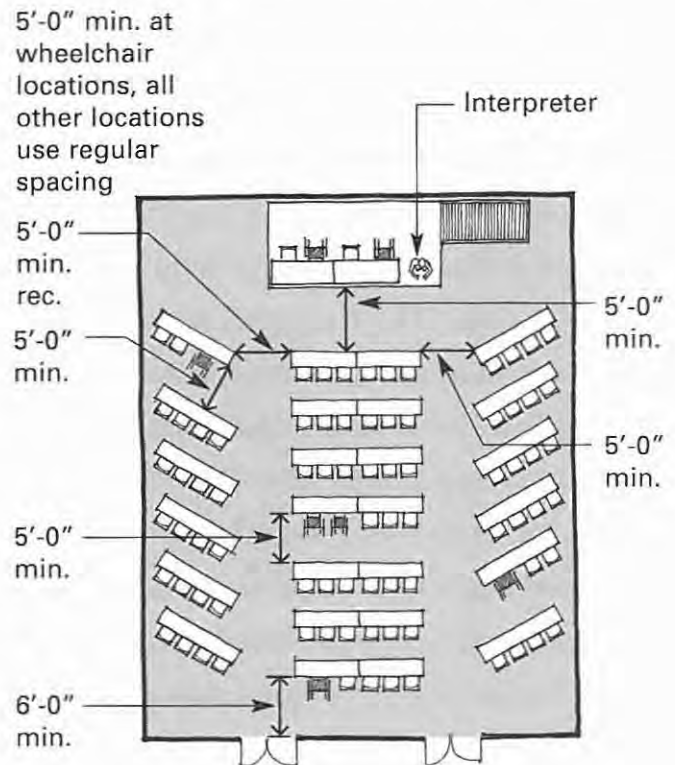 5′-0″ min. at
wheelchair
locations, all
other locations
use regular
spacing
Interpreter
5′-0″
min.
rec.
5′-0″
min.
5′-0″
min.
5′-0″
min.
5′-0″
min.
6′-0″
min.